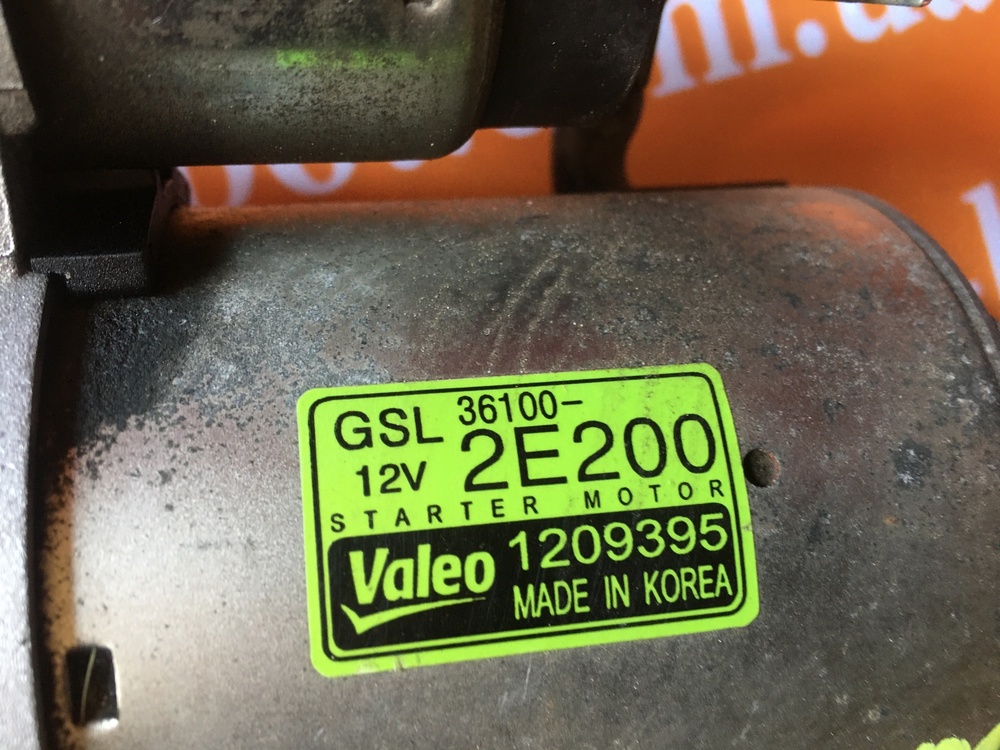 GSL 36100-
12V 2E200
STARTER MOTOR
Valeo 1209395
MADE IN KOREA